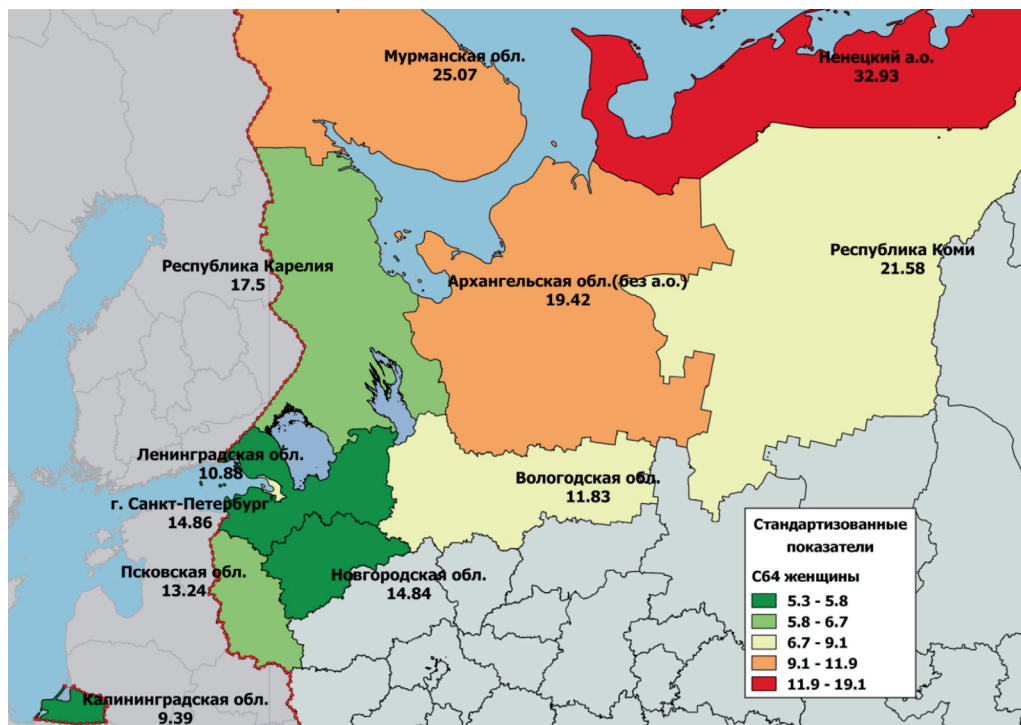 Мурманская обл.
25.07
Ненецкий а.о.
32.93
Республика Карелия
17.5
Архангельская обл.(без а.о.)
19.42
Республика Коми
21.58
Ленинградская обл.
10.88
г. Санкт-Петербург
14.86
Вологодская обл.
11.83
Псковская обл.
13.24
Новгородская обл.
14.84
Калининградская обл.
9.39
Стандартизованные
показатели
С64 женщины
5.3 - 5.8
5.8 - 6.7
6.7 - 9.1
9.1 - 11.9
11.9 - 19.1